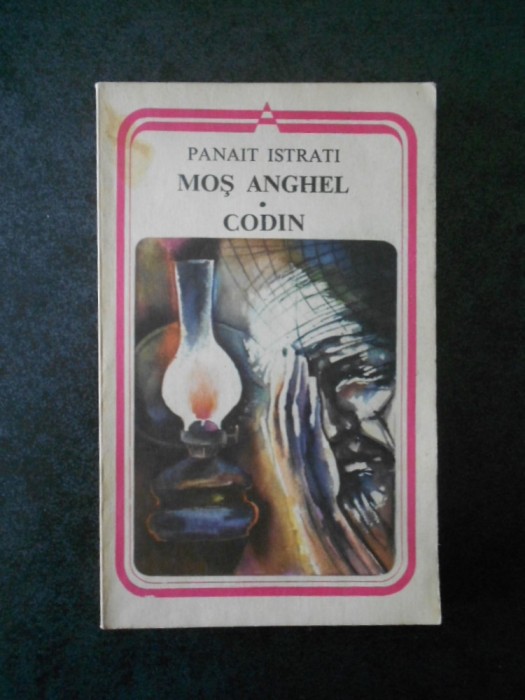 PANAIT ISTRATI
MOŞ ANGHEL
•
CODIN